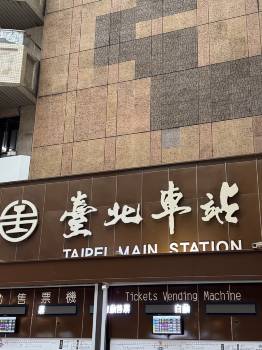 臺北車站
TAIPEI MAIN STATION
售票機 Tickets Vending Machine